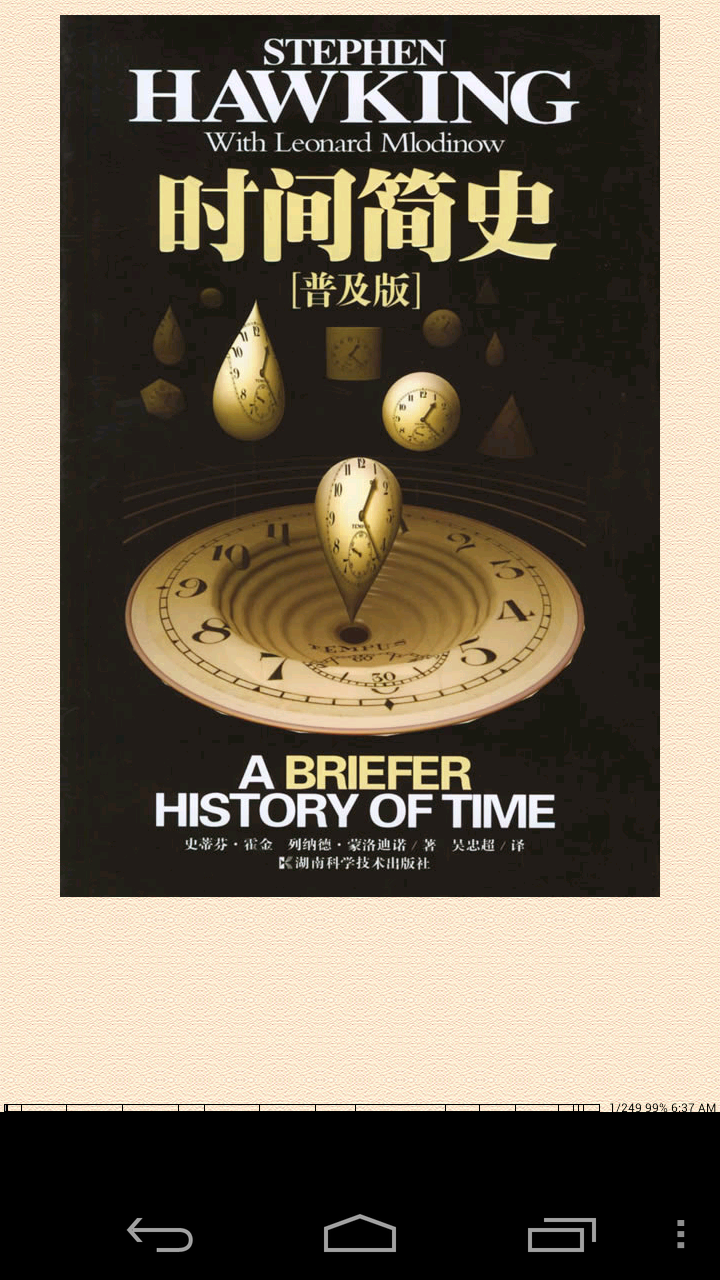 STEPHEN
HAWKING
With Leonard Mlodinow
时间简史
[普及版]
TEMPUS
30
A BRIEFER
HISTORY OF TIME
史蒂芬·霍金 列纳德·蒙洛迪诺/著 吴忠超/译
湖南科学技术出版社
1/249 99% 6:37 AM